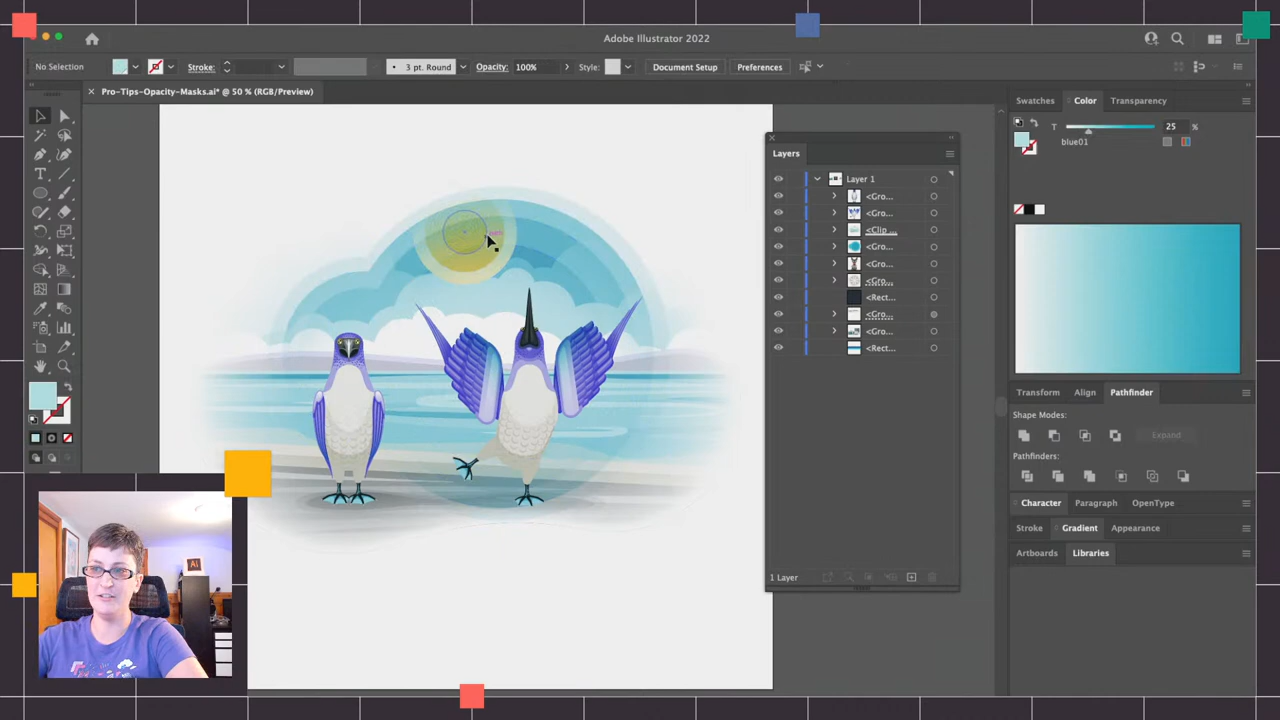 Adobe Illustrator 2022
No Selection
Stroke:
3 pt. Round
Opacity: 100%
Style:
Document Setup
Preferences
× Pro-Tips-Opacity-Masks.ai* @ 50 % (RGB/Preview)
Swatches
Color
Transparency
T 25 %
blue01
Layers
Layer 1
<Gro...
<Gro...
<Clip ...
<Gro...
<Gro...
<Gro...
<Rect...
<Gro...
<Gro...
<Rect...
1 Layer
Transform
Align
Pathfinder
Shape Modes:
Expand
Pathfinders:
Character
Paragraph
OpenType
Stroke
Gradient
Appearance
Artboards
Libraries
Ai